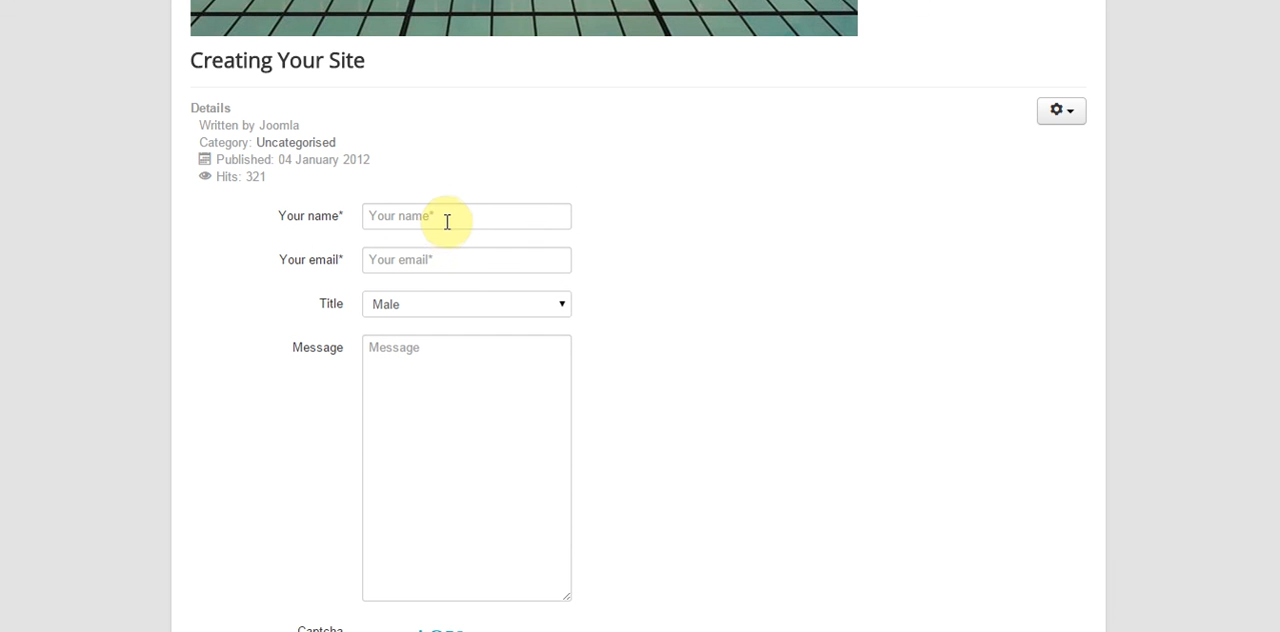 Creating Your Site
Details
Written by Joomla
Category: Uncategorised
Published: 04 January 2012
Hits: 321
Your name* Your name*
Your email* Your email*
Title Male
Message Message
Captcha